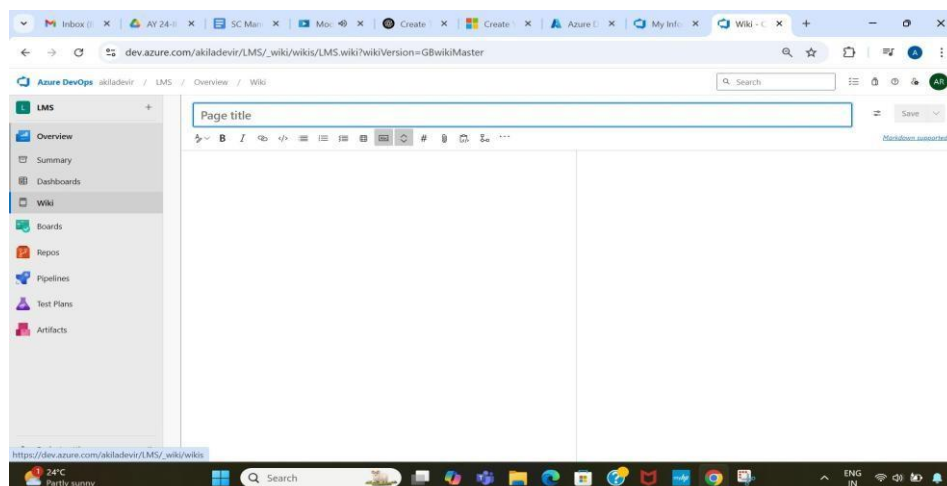 Inbox (
AY 24-
SC Man
Moc
Create
Create
Azure D
My Info
Wiki - C
dev.azure.com/akiladevir/LMS/_wiki/wikis/LMS.wiki?wikiVersion=GBwikiMaster
A
Azure DevOps akiladevir / LMS / Overview / Wiki
Search
AR
L LMS +
Page title
Save
B I </> #
Markdown supported
Overview
Summary
Dashboards
Wiki
Boards
Repos
Pipelines
Test Plans
Artifacts
https://dev.azure.com/akiladevir/LMS/_wiki/wikis
24°C
Partly sunny
Search
ENG
IN